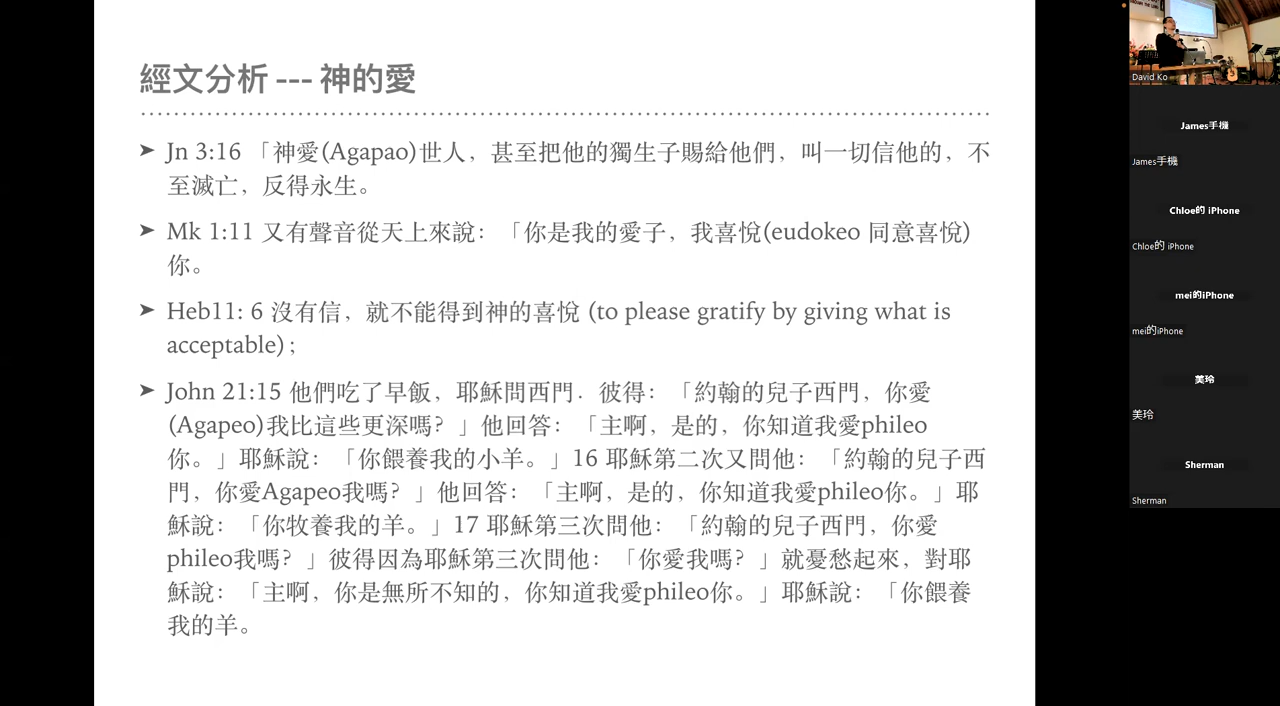 經文分析 --- 神的愛
➤ Jn 3:16 「神愛(Agapao)世人，甚至把他的獨生子賜給他們，叫一切信他的，不
至滅亡，反得永生。
➤ Mk 1:11 又有聲音從天上來說：「你是我的愛子，我喜悅(eudokeo 同意喜悅)
你。
➤ Heb11: 6 沒有信，就不能得到神的喜悅 (to please gratify by giving what is
acceptable)；
➤ John 21:15 他們吃了早飯，耶穌問西門．彼得：「約翰的兒子西門，你愛
(Agapeo)我比這些更深嗎？」他回答：「主啊，是的，你知道我愛phileo
你。」耶穌說：「你餵養我的小羊。」16 耶穌第二次又問他：「約翰的兒子西
門，你愛Agapeo我嗎？」他回答：「主啊，是的，你知道我愛phileo你。」耶
穌說：「你牧養我的羊。」17 耶穌第三次問他：「約翰的兒子西門，你愛
phileo我嗎？」彼得因為耶穌第三次問他：「你愛我嗎？」就憂愁起來，對耶
穌說：「主啊，你是無所不知的，你知道我愛phileo你。」耶穌說：「你餵養
我的羊。
David Ko
James手機
James手機
Chloe的 iPhone
Chloe的 iPhone
mei的iPhone
mei的iPhone
美玲
美玲
Sherman
Sherman